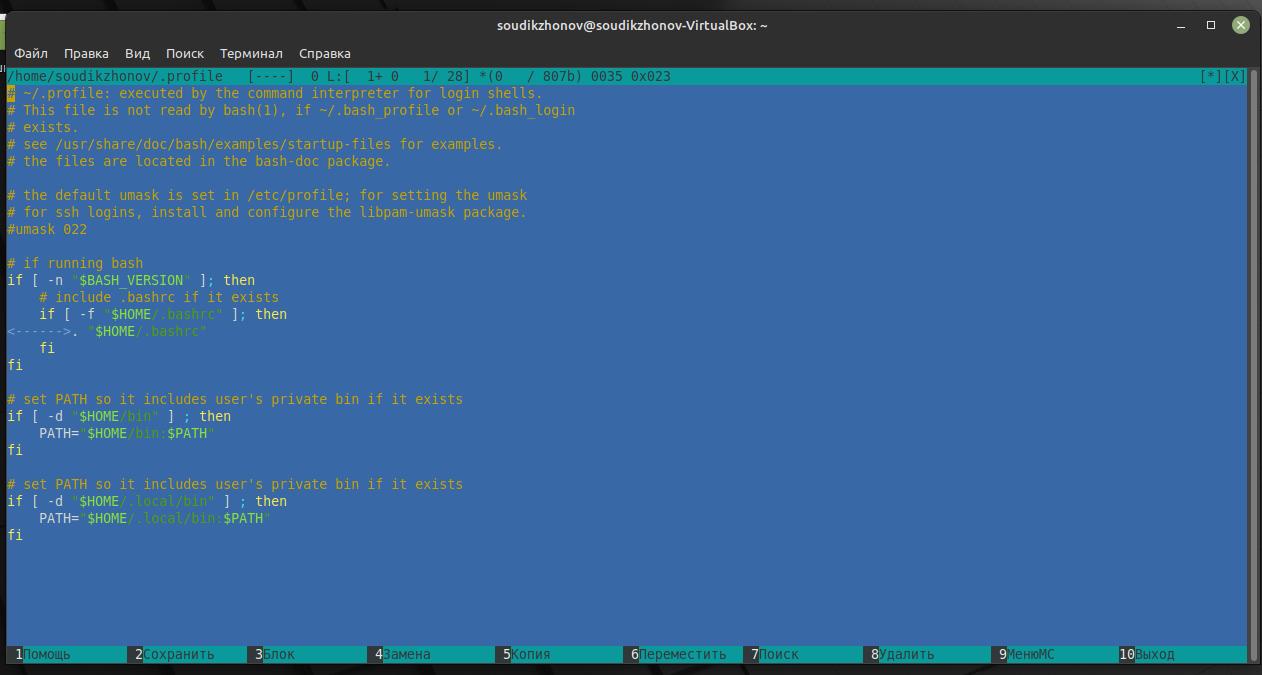 soudikzhonov@soudikzhonov-VirtualBox: ~
Файл Правка Вид Поиск Терминал Справка
/home/soudikzhonov/.profile [----] 0 L:[ 1+ 0 1/ 28] *(0 / 807b) 0035 0x023 [*][X]
# ~/.profile: executed by the command interpreter for login shells.
# This file is not read by bash(1), if ~/.bash_profile or ~/.bash_login
# exists.
# see /usr/share/doc/bash/examples/startup-files for examples.
# the files are located in the bash-doc package.

# the default umask is set in /etc/profile; for setting the umask
# for ssh logins, install and configure the libpam-umask package.
#umask 022

# if running bash
if [ -n "$BASH_VERSION" ]; then
    # include .bashrc if it exists
    if [ -f "$HOME/.bashrc" ]; then
<------>. "$HOME/.bashrc"
    fi
fi

# set PATH so it includes user's private bin if it exists
if [ -d "$HOME/bin" ] ; then
    PATH="$HOME/bin:$PATH"
fi

# set PATH so it includes user's private bin if it exists
if [ -d "$HOME/.local/bin" ] ; then
    PATH="$HOME/.local/bin:$PATH"
fi
1Помощь 2Сохранить 3Блок 4Замена 5Копия 6Переместить 7Поиск 8Удалить 9МенюMC 10Выход